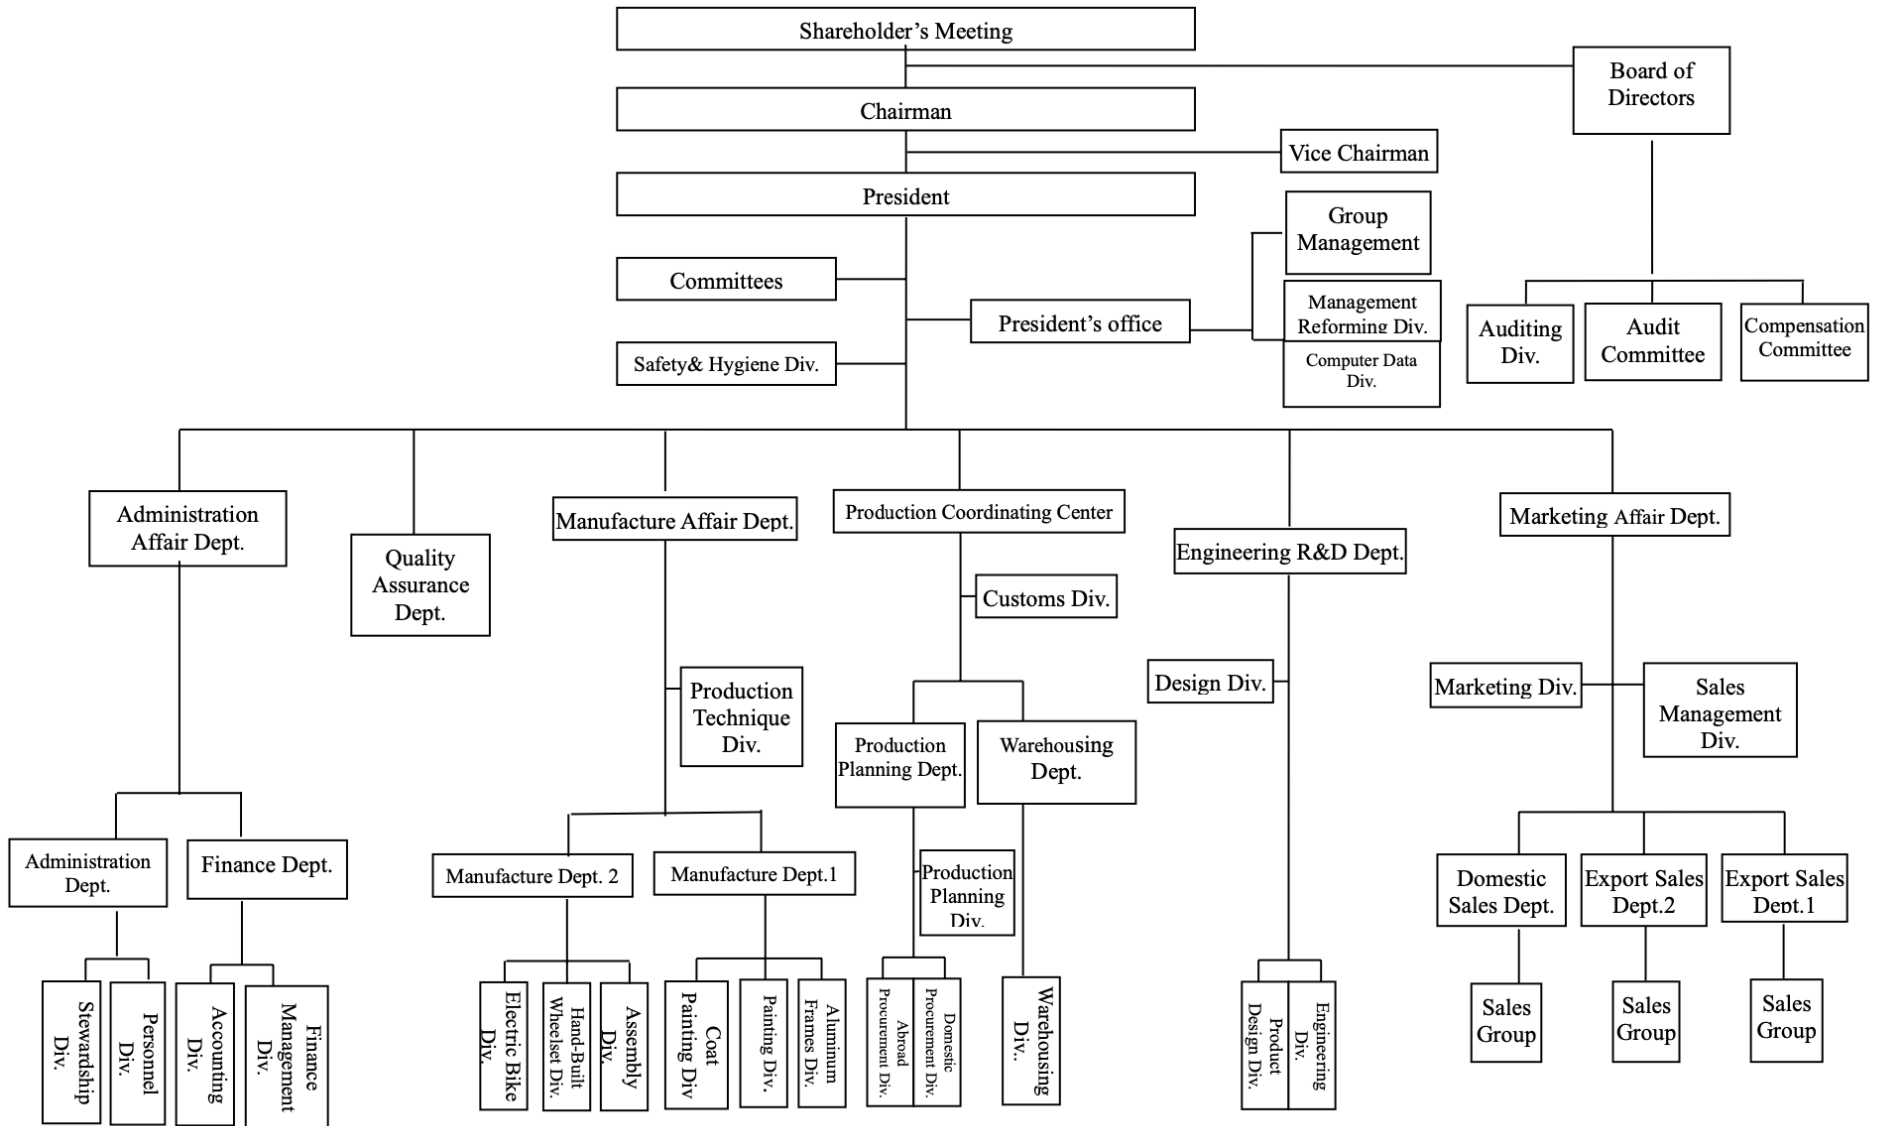 Shareholder’s Meeting
Board of
Directors
Chairman
Vice Chairman
President
Group
Management
Committees
Management
Reforming Div.
President’s office
Auditing
Div.
Audit
Committee
Compensation
Committee
Safety& Hygiene Div.
Computer Data
Div.
Administration
Affair Dept.
Quality
Assurance
Dept.
Manufacture Affair Dept.
Production Coordinating Center
Engineering R&D Dept.
Marketing Affair Dept.
Customs Div.
Production
Technique
Div.
Design Div.
Marketing Div.
Sales
Management
Div.
Production
Planning Dept.
Warehousing
Dept.
Administration
Dept.
Finance Dept.
Manufacture Dept. 2
Manufacture Dept.1
Production
Planning
Div.
Domestic
Sales Dept.
Export Sales
Dept.2
Export Sales
Dept.1
Stewardship
Div.
Personnel
Div.
Accounting
Div.
Finance
Management
Div.
Electric Bike
Div.
Hand-Built
Wheelset Div.
Assembly
Div.
Coat
Painting Div
Painting Div.
Aluminum
Frames Div.
Abroad
Procurement Div.
Domestic
Procurement Div.
Warehousing
Div..
Product
Design Div.
Engineering
Div.
Sales
Group
Sales
Group
Sales
Group